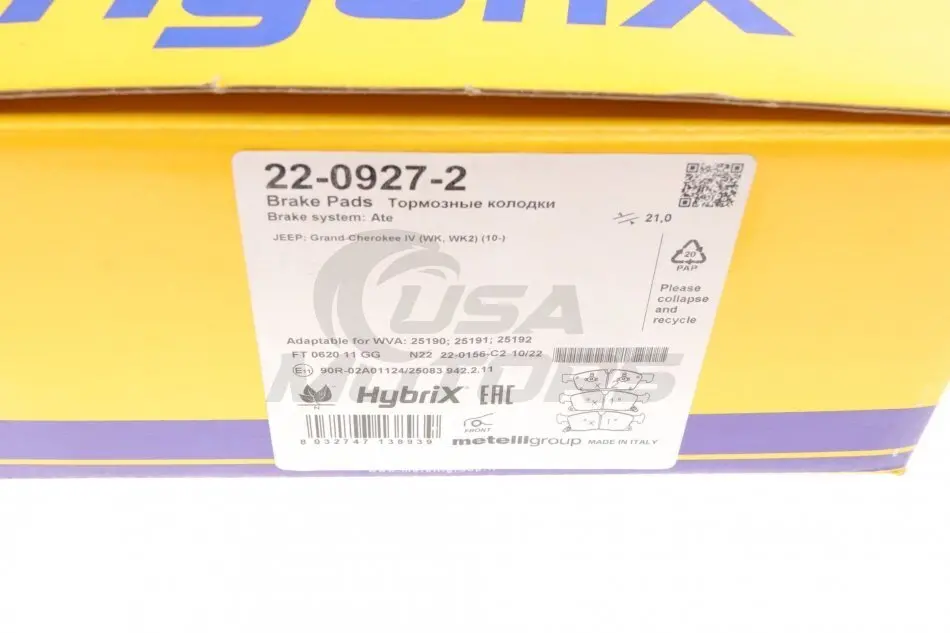 HybriX
22-0927-2
Brake Pads Тормозные колодки
Brake system: Ate
21,0
JEEP: Grand Cherokee IV (WK, WK2) (10-)
20
PAP
Please
collapse
and
recycle
USA
MOTORS
Adaptable for WVA: 25190; 25191; 25192
FT 0620 11 GG N22 22-0156-C2 10/22
E11 90R-02A01124/25083.942.2.11
N
HybriX EAC
8 032747 138939
FRONT
metelligroup MADE IN ITALY